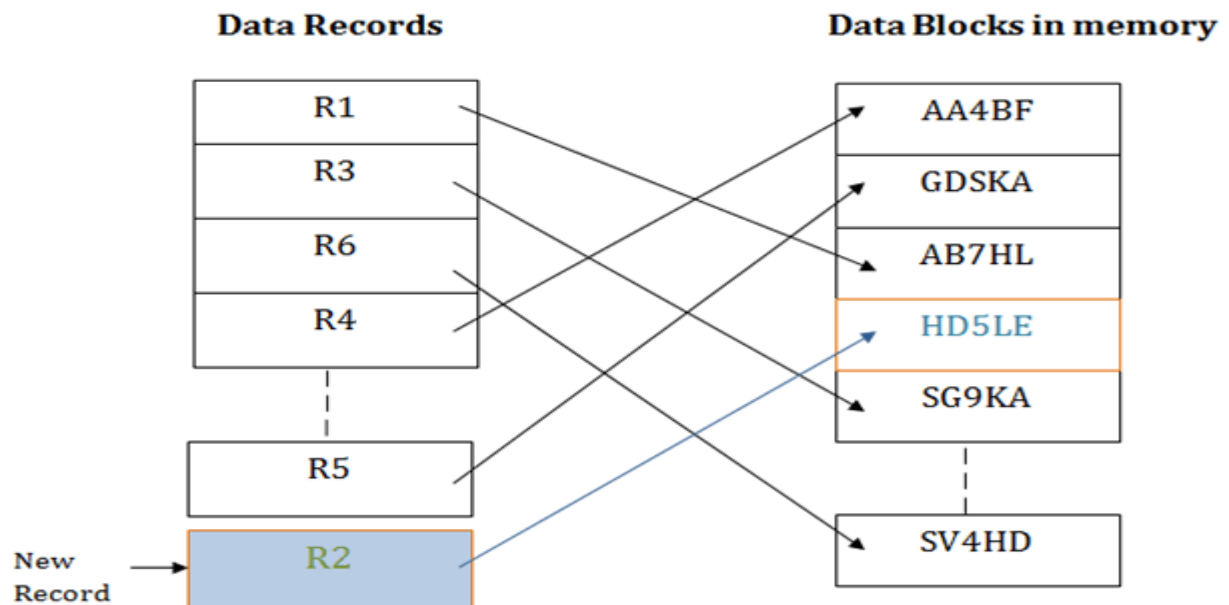 Data Records
Data Blocks in memory
R1
R3
R6
R4
R5
New
Record
R2
AA4BF
GDSKA
AB7HL
HD5LE
SG9KA
SV4HD